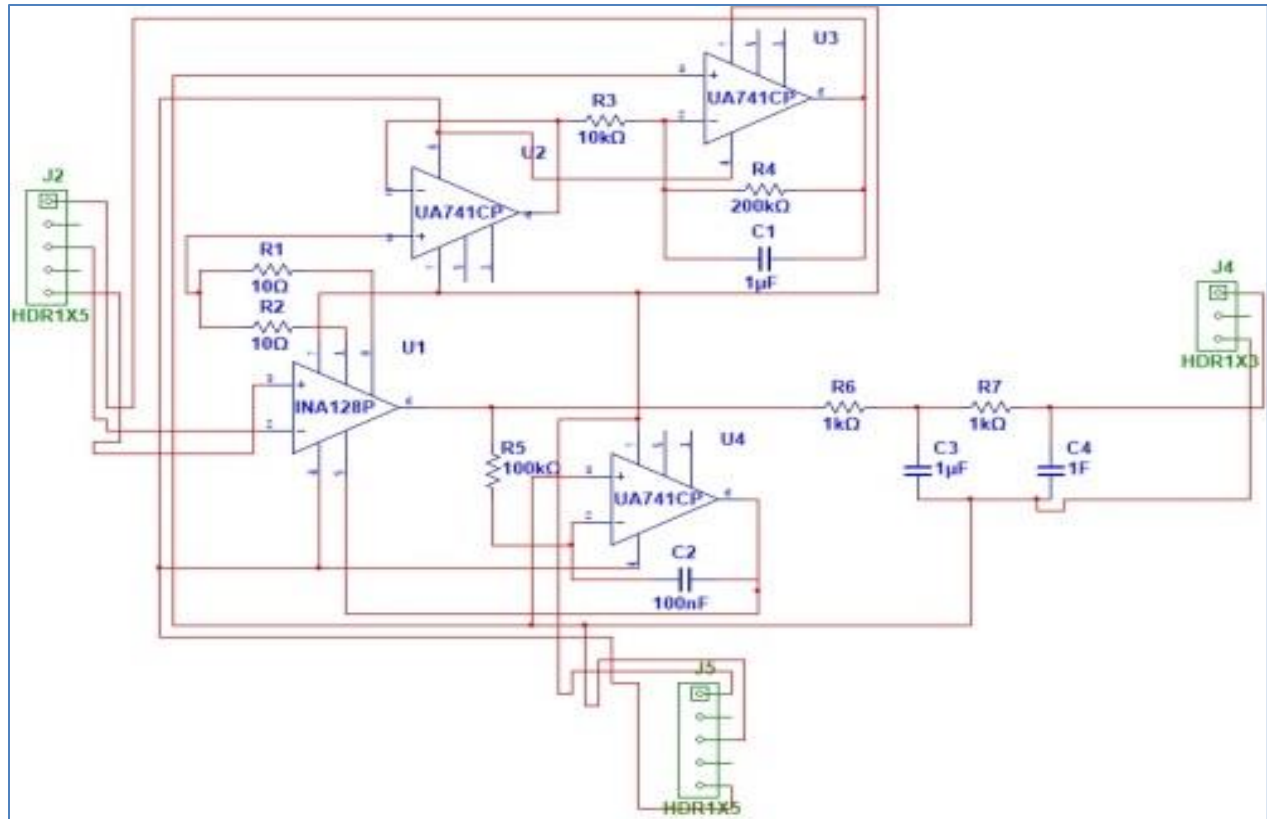 U3
UA741CP
R3
10kΩ
U2
J2
R4
200kΩ
UA741CP
C1
1µF
R1
10Ω
J4
HDR1X5
R2
10Ω
U1
HDR1X3
R6
1kΩ
R7
1kΩ
INA128P
U4
R5
100kΩ
C3
1µF
C4
1F
UA741CP
C2
100nF
J5
HDR1X5